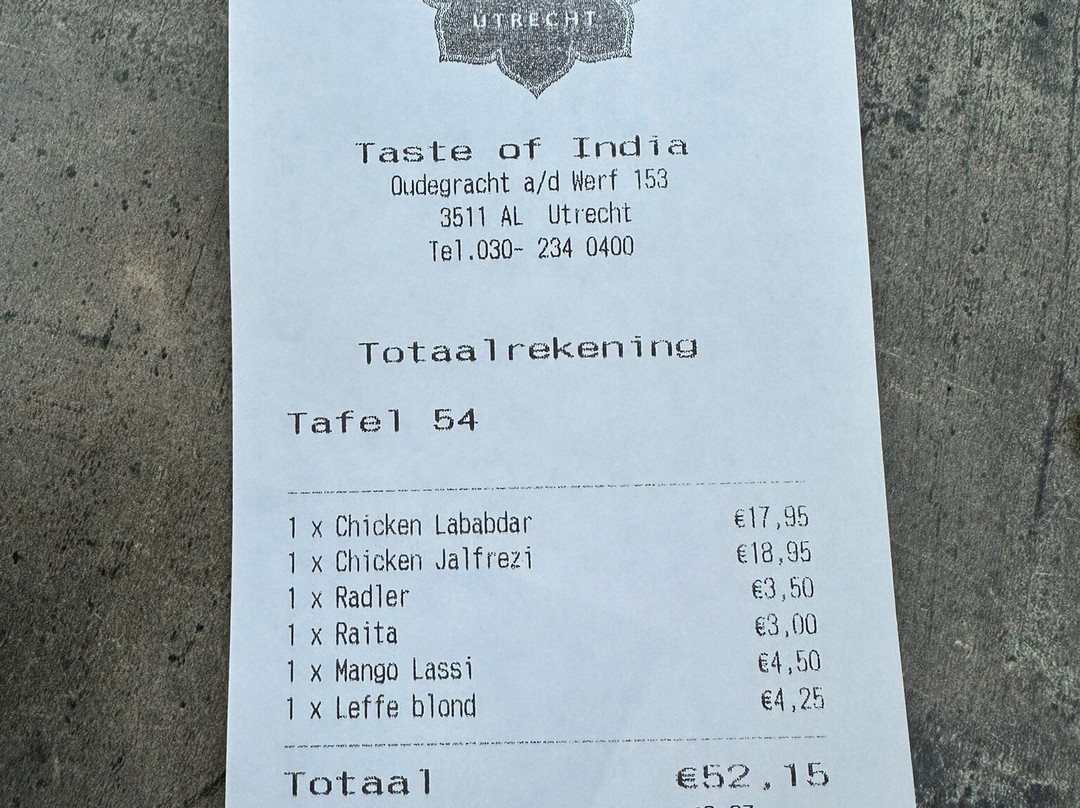 UTRECHT
Taste of India
Oudegracht a/d Werf 153
3511 AL Utrecht
Tel.030- 234 0400
Totaalrekening
Tafel 54
1 x Chicken Lababdar €17,95
1 x Chicken Jalfrezi €18,95
1 x Radler €3,50
1 x Raita €3,00
1 x Mango Lassi €4,50
1 x Leffe blond €4,25
Totaal €52,15